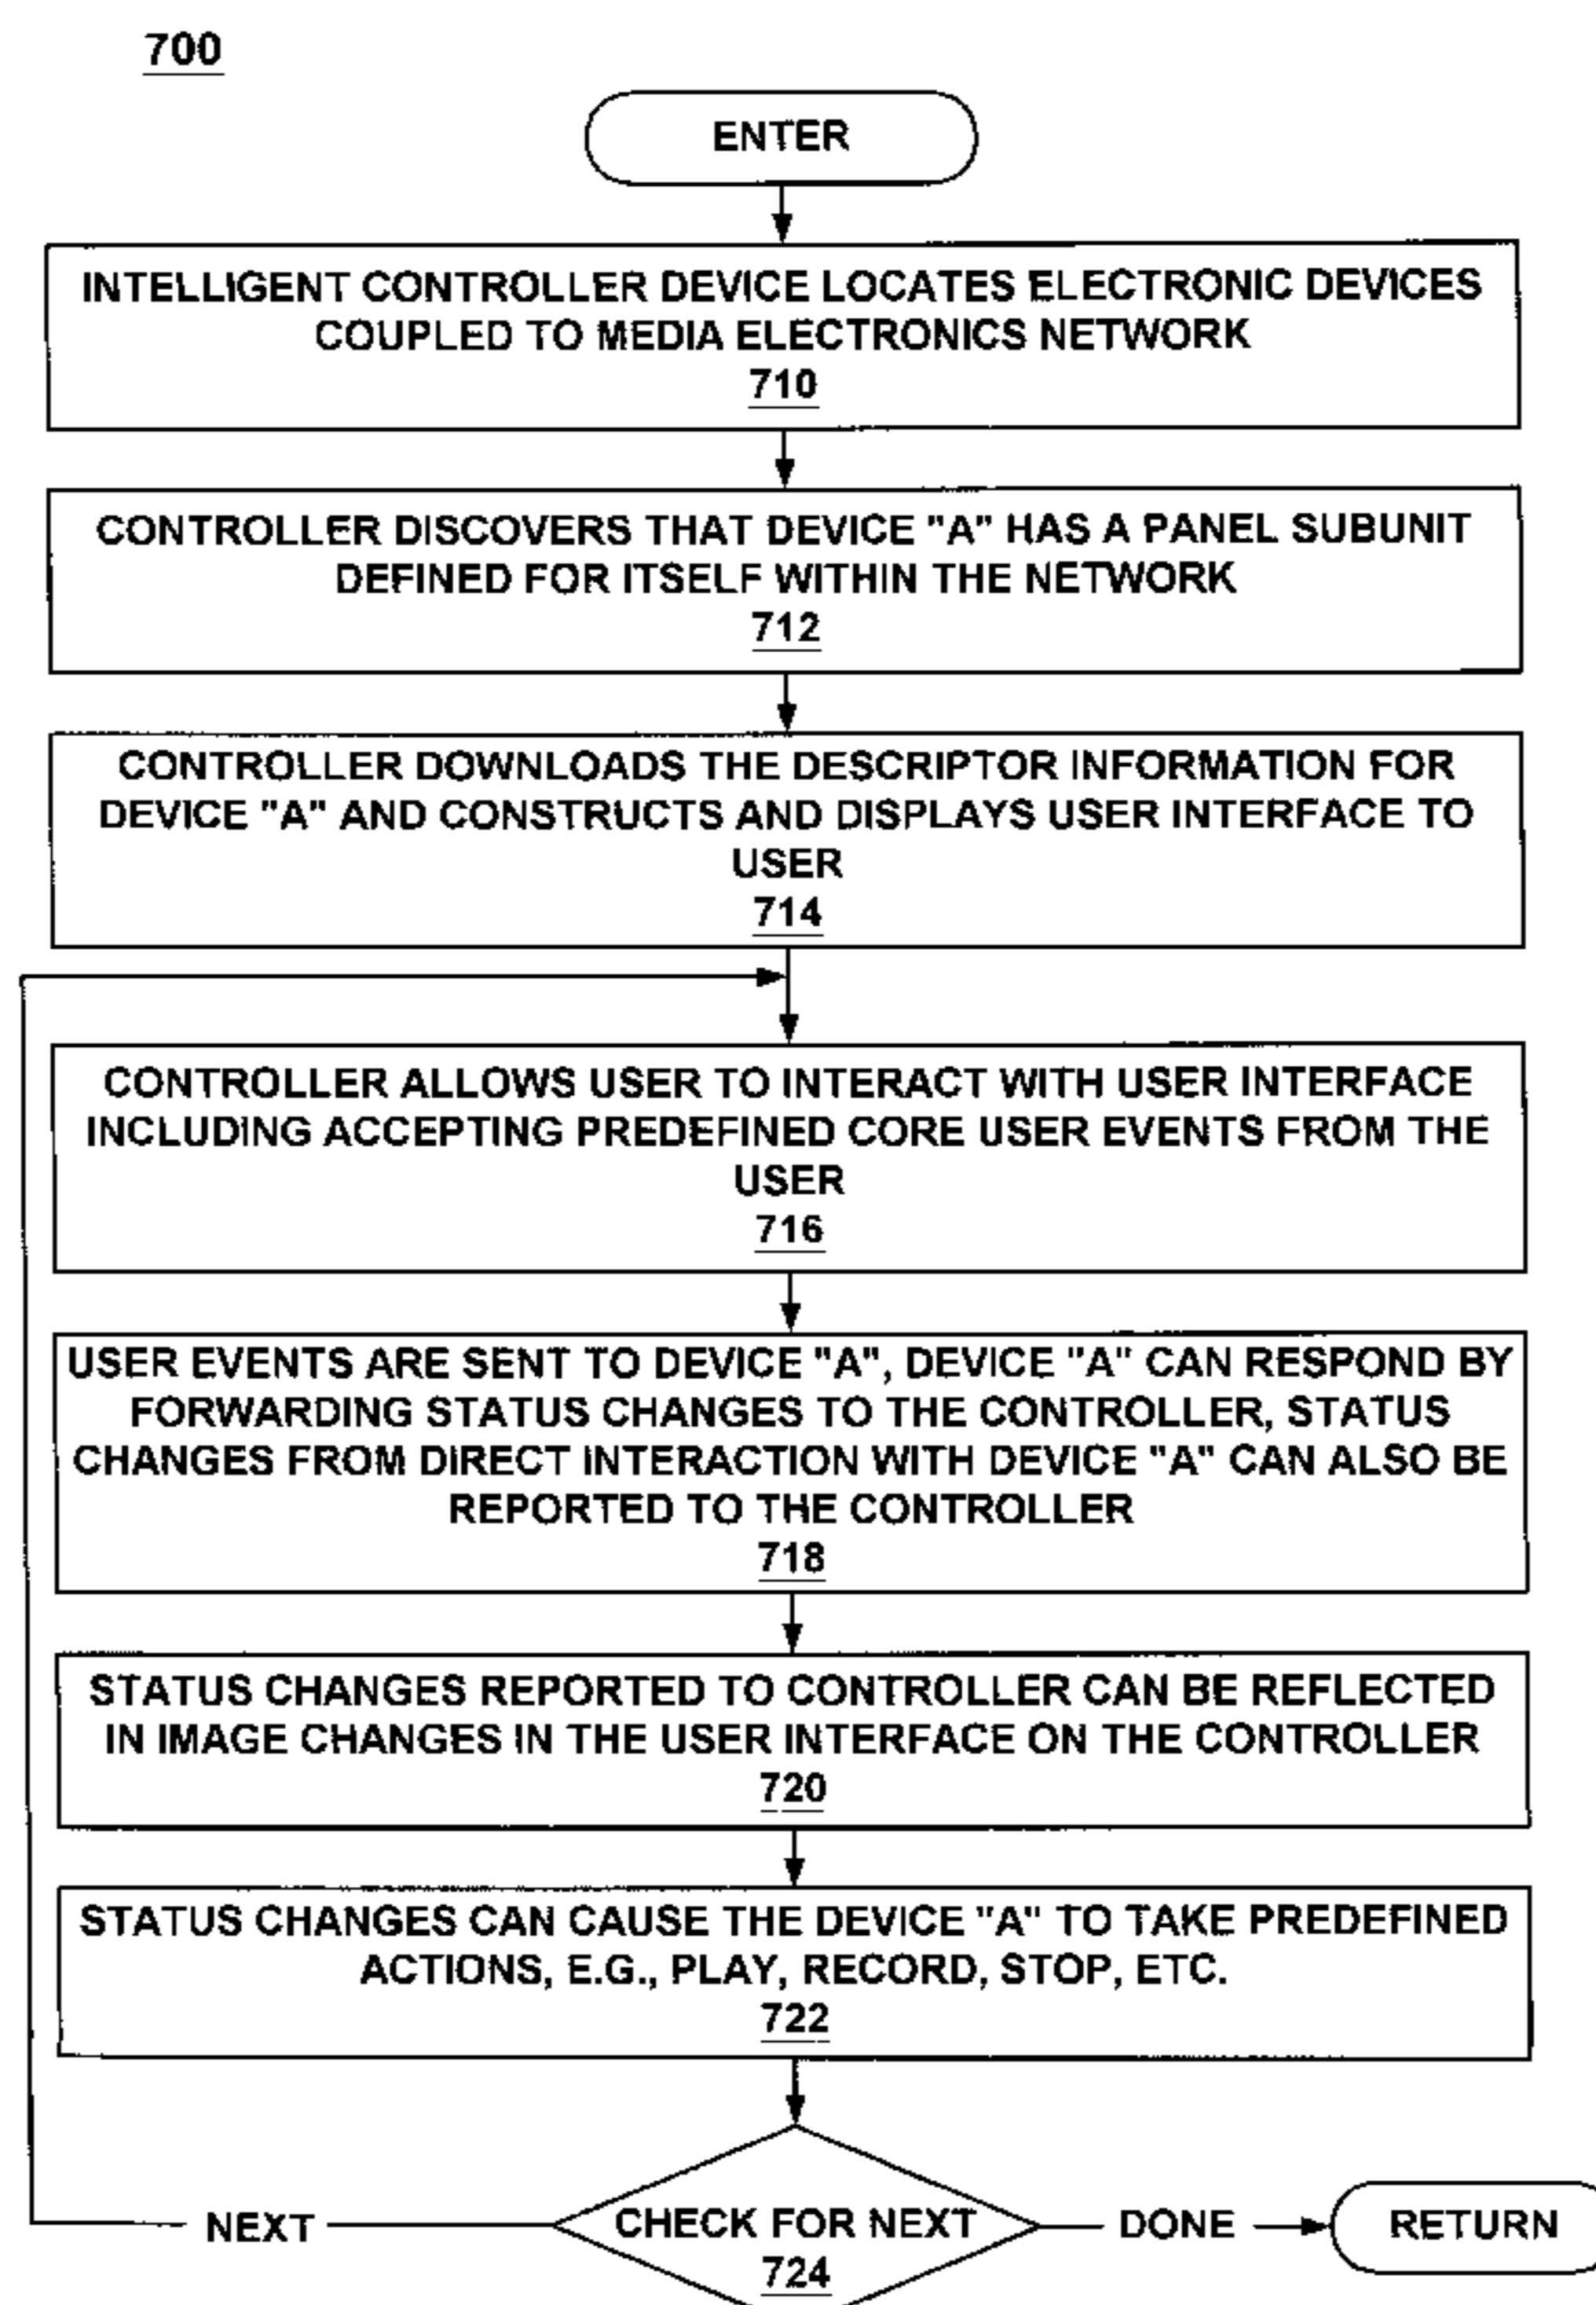 700
ENTER
INTELLIGENT CONTROLLER DEVICE LOCATES ELECTRONIC DEVICES
COUPLED TO MEDIA ELECTRONICS NETWORK
710
CONTROLLER DISCOVERS THAT DEVICE "A" HAS A PANEL SUBUNIT
DEFINED FOR ITSELF WITHIN THE NETWORK
712
CONTROLLER DOWNLOADS THE DESCRIPTOR INFORMATION FOR
DEVICE "A" AND CONSTRUCTS AND DISPLAYS USER INTERFACE TO
USER
714
CONTROLLER ALLOWS USER TO INTERACT WITH USER INTERFACE
INCLUDING ACCEPTING PREDEFINED CORE USER EVENTS FROM THE
USER
716
USER EVENTS ARE SENT TO DEVICE "A", DEVICE "A" CAN RESPOND BY
FORWARDING STATUS CHANGES TO THE CONTROLLER, STATUS
CHANGES FROM DIRECT INTERACTION WITH DEVICE "A" CAN ALSO BE
REPORTED TO THE CONTROLLER
718
STATUS CHANGES REPORTED TO CONTROLLER CAN BE REFLECTED
IN IMAGE CHANGES IN THE USER INTERFACE ON THE CONTROLLER
720
STATUS CHANGES CAN CAUSE THE DEVICE "A" TO TAKE PREDEFINED
ACTIONS, E.G., PLAY, RECORD, STOP, ETC.
722
NEXT
CHECK FOR NEXT
724
DONE
RETURN